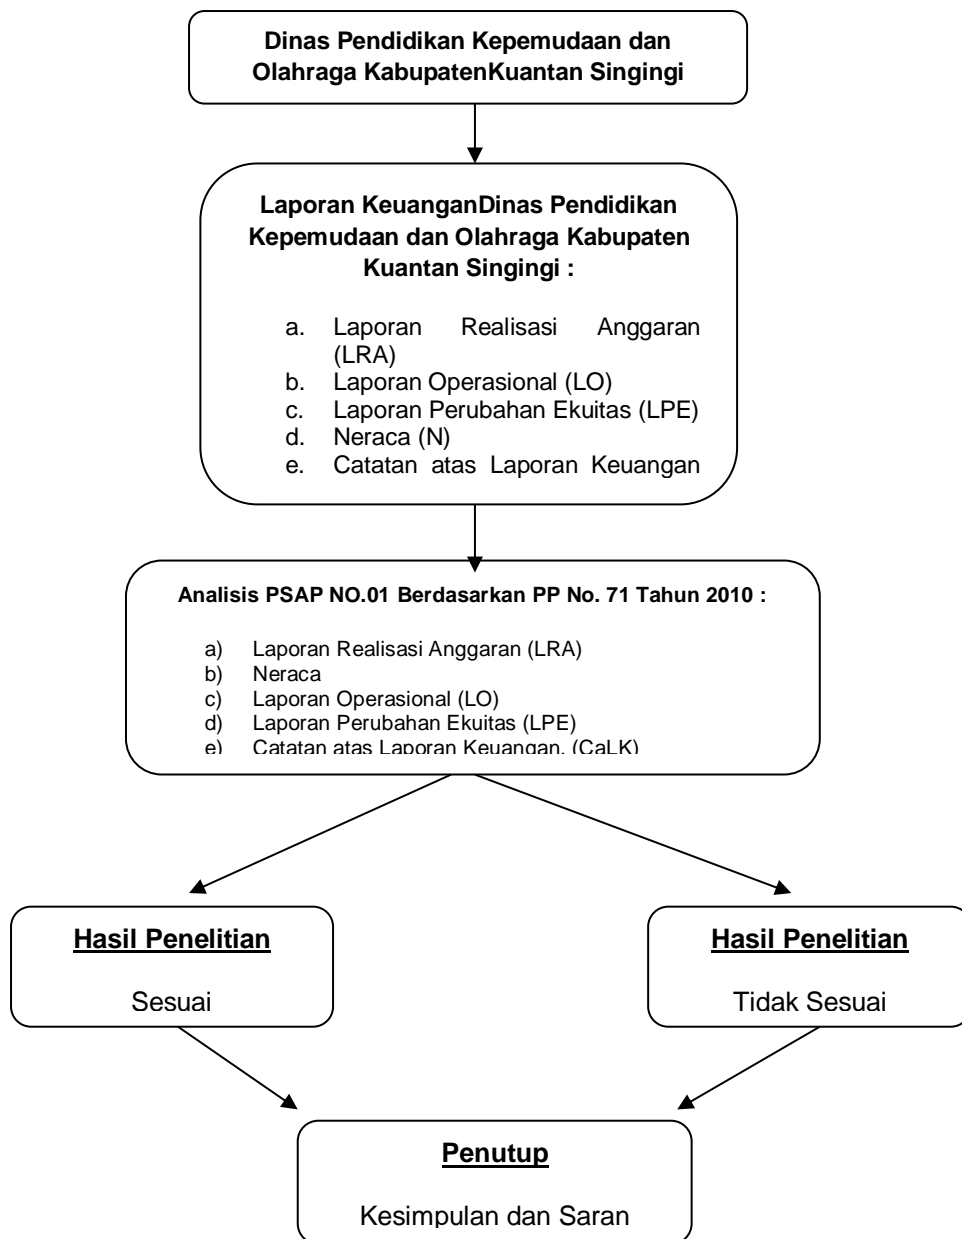 Dinas Pendidikan Kepemudaan dan
Olahraga KabupatenKuantan Singingi
Laporan KeuanganDinas Pendidikan
Kepemudaan dan Olahraga Kabupaten
Kuantan Singingi :
a. Laporan Realisasi Anggaran
(LRA)
b. Laporan Operasional (LO)
c. Laporan Perubahan Ekuitas (LPE)
d. Neraca (N)
e. Catatan atas Laporan Keuangan
Analisis PSAP NO.01 Berdasarkan PP No. 71 Tahun 2010 :
a) Laporan Realisasi Anggaran (LRA)
b) Neraca
c) Laporan Operasional (LO)
d) Laporan Perubahan Ekuitas (LPE)
e) Catatan atas Laporan Keuangan. (CaLK)
Hasil Penelitian
Sesuai
Hasil Penelitian
Tidak Sesuai
Penutup
Kesimpulan dan Saran